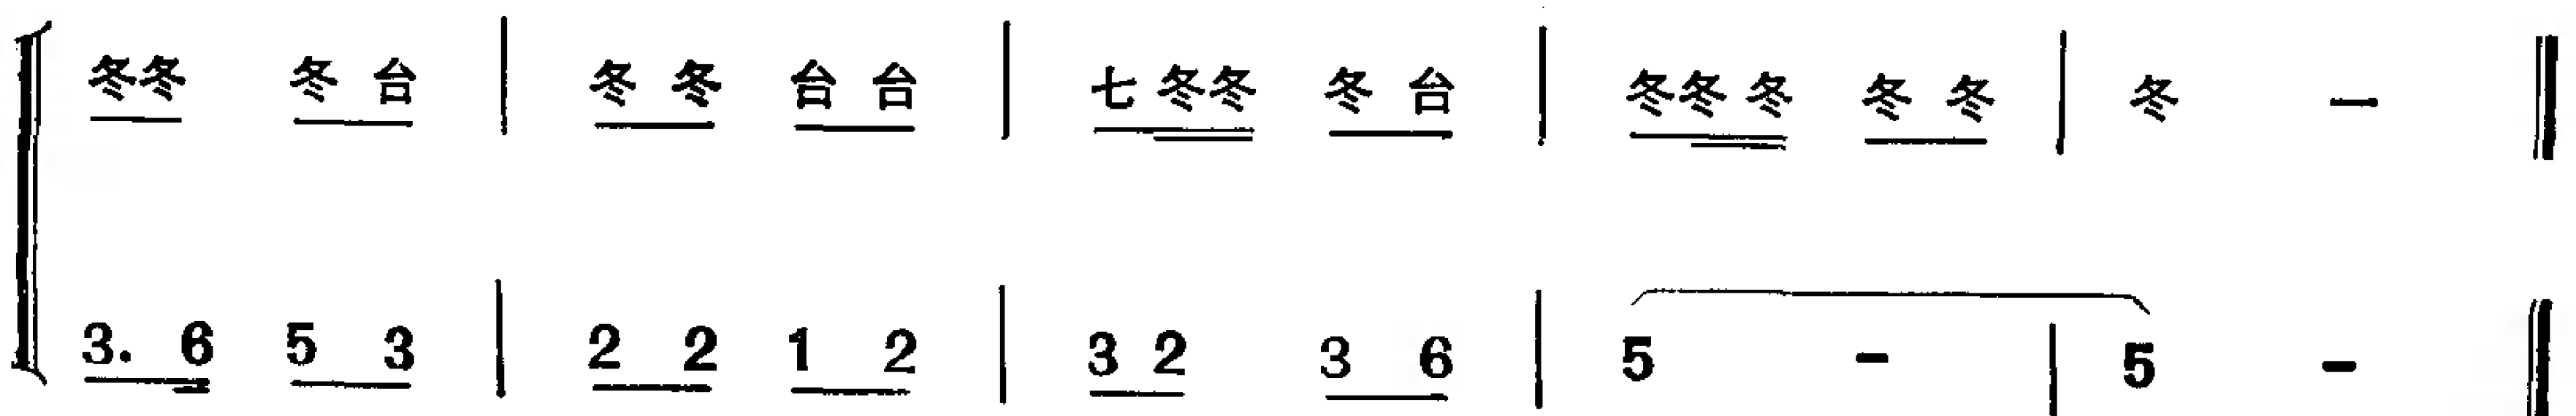 冬冬 冬台 | 冬冬 台台 | 七冬冬 冬台 | 冬冬冬 冬冬 | 冬 - ‖
3. 6 5 3 | 2 2 1 2 | 3 2 3 6 | 5 - | 5 - ‖